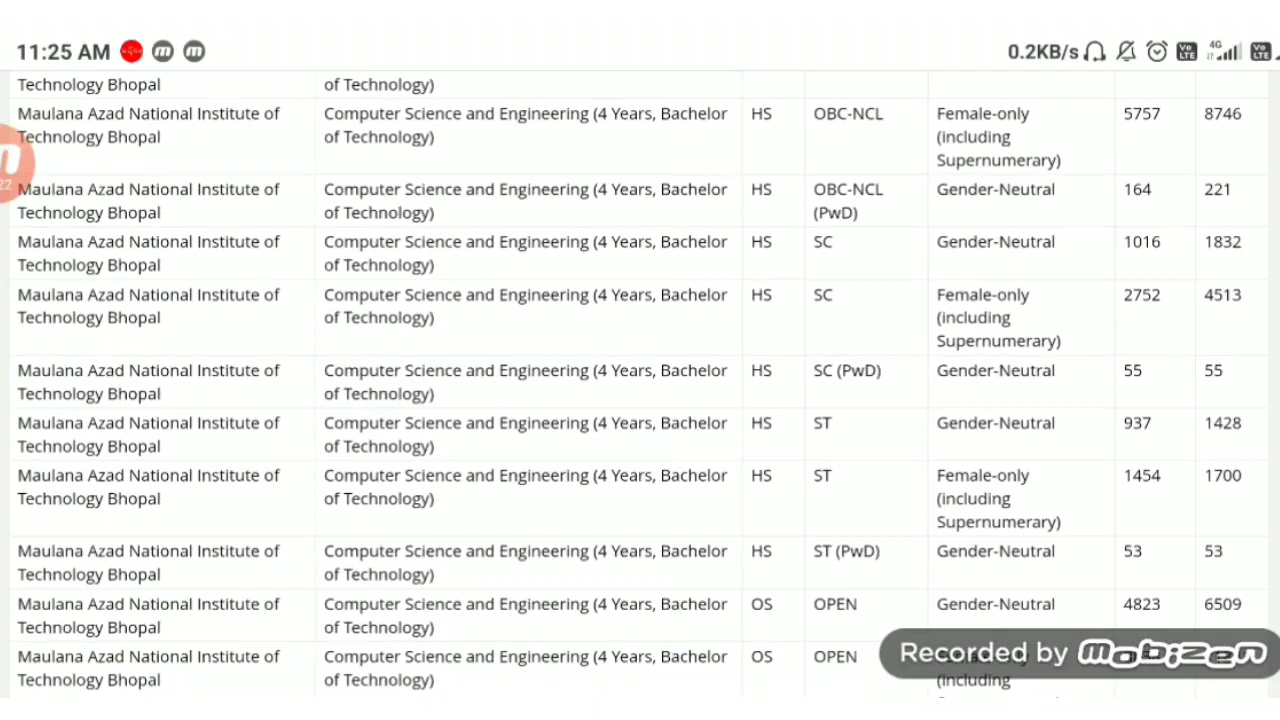 11:25 AM 0.2KB/s 4G Vo LTE Vo LTE
Technology Bhopal of Technology)
Maulana Azad National Institute of Computer Science and Engineering (4 Years, Bachelor HS OBC-NCL Female-only 5757 8746
Technology Bhopal of Technology) (including
Supernumerary)
22
Maulana Azad National Institute of Computer Science and Engineering (4 Years, Bachelor HS OBC-NCL Gender-Neutral 164 221
Technology Bhopal of Technology) (PwD)
Maulana Azad National Institute of Computer Science and Engineering (4 Years, Bachelor HS SC Gender-Neutral 1016 1832
Technology Bhopal of Technology)
Maulana Azad National Institute of Computer Science and Engineering (4 Years, Bachelor HS SC Female-only 2752 4513
Technology Bhopal of Technology) (including
Supernumerary)
Maulana Azad National Institute of Computer Science and Engineering (4 Years, Bachelor HS SC (PwD) Gender-Neutral 55 55
Technology Bhopal of Technology)
Maulana Azad National Institute of Computer Science and Engineering (4 Years, Bachelor HS ST Gender-Neutral 937 1428
Technology Bhopal of Technology)
Maulana Azad National Institute of Computer Science and Engineering (4 Years, Bachelor HS ST Female-only 1454 1700
Technology Bhopal of Technology) (including
Supernumerary)
Maulana Azad National Institute of Computer Science and Engineering (4 Years, Bachelor HS ST (PwD) Gender-Neutral 53 53
Technology Bhopal of Technology)
Maulana Azad National Institute of Computer Science and Engineering (4 Years, Bachelor OS OPEN Gender-Neutral 4823 6509
Technology Bhopal of Technology)
Maulana Azad National Institute of Computer Science and Engineering (4 Years, Bachelor OS OPEN
Technology Bhopal of Technology) (including
Recorded by mobizen